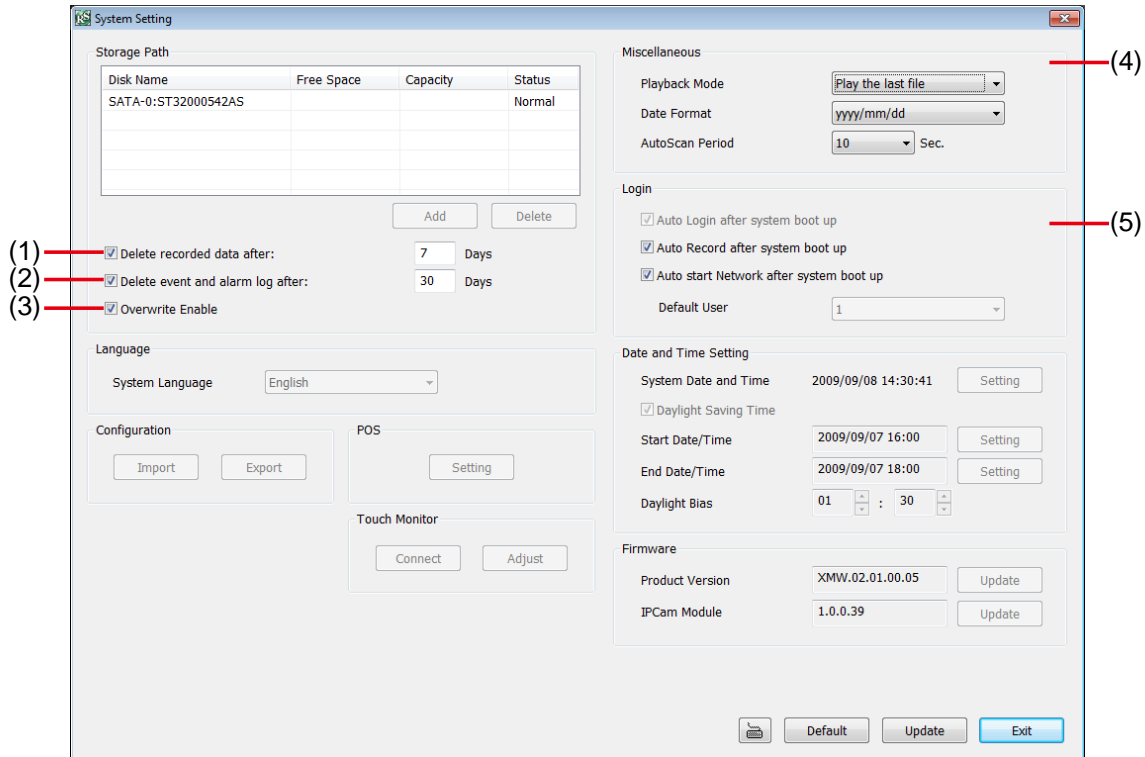 System Setting
Storage Path
Disk Name Free Space Capacity Status
SATA-0:ST32000542AS Normal
Add Delete
(1) Delete recorded data after: 7 Days
(2) Delete event and alarm log after: 30 Days
(3) Overwrite Enable
Language
System Language English
Configuration
Import Export
POS
Setting
Touch Monitor
Connect Adjust
Miscellaneous
(4)
Playback Mode Play the last file
Date Format yyyy/mm/dd
AutoScan Period 10 Sec.
Login
Auto Login after system boot up
(5)
Auto Record after system boot up
Auto start Network after system boot up
Default User 1
Date and Time Setting
System Date and Time 2009/09/08 14:30:41 Setting
Daylight Saving Time
Start Date/Time 2009/09/07 16:00 Setting
End Date/Time 2009/09/07 18:00 Setting
Daylight Bias 01 : 30
Firmware
Product Version XMW.02.01.00.05 Update
IPCam Module 1.0.0.39 Update
Default Update Exit